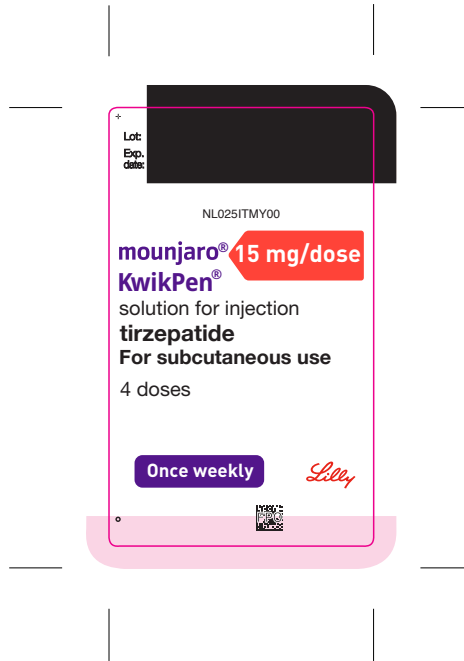 Lot:
Exp.
date:
NL025ITMY00
mounjaro® 15 mg/dose
KwikPen®
solution for injection
tirzepatide
For subcutaneous use
4 doses
Once weekly
Lilly
FPO